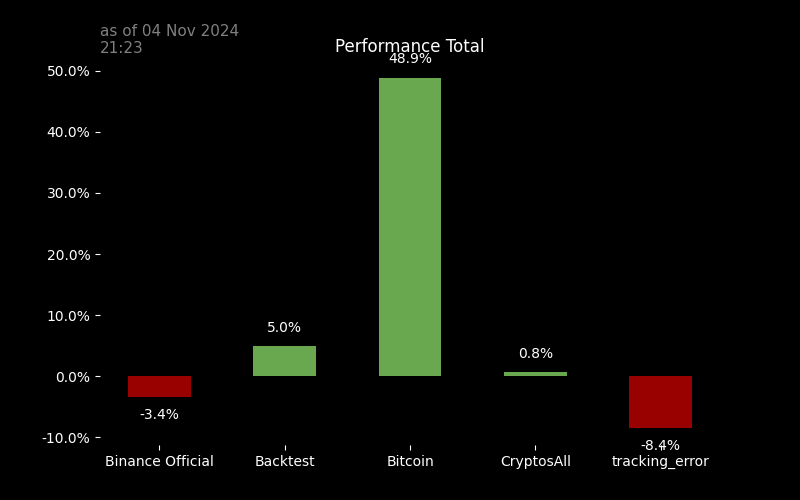 as of 04 Nov 2024
21:23
Performance Total
48.9%
50.0%
40.0%
30.0%
20.0%
5.0%
10.0%
0.8%
0.0%
-3.4%
-10.0%
-8.4%
Binance Official
Backtest
Bitcoin
CryptosAll
tracking_error